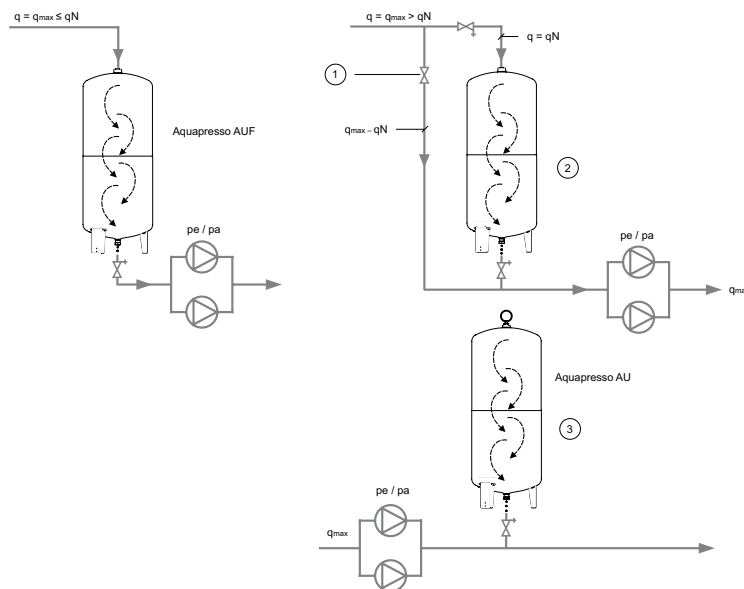 q = qmax ≤ qN
Aquapresso AUF
pe / pa
q = qmax > qN
q = qN
1
qmax – qN
2
pe / pa
qma
Aquapresso AU
3
pe / pa
qmax